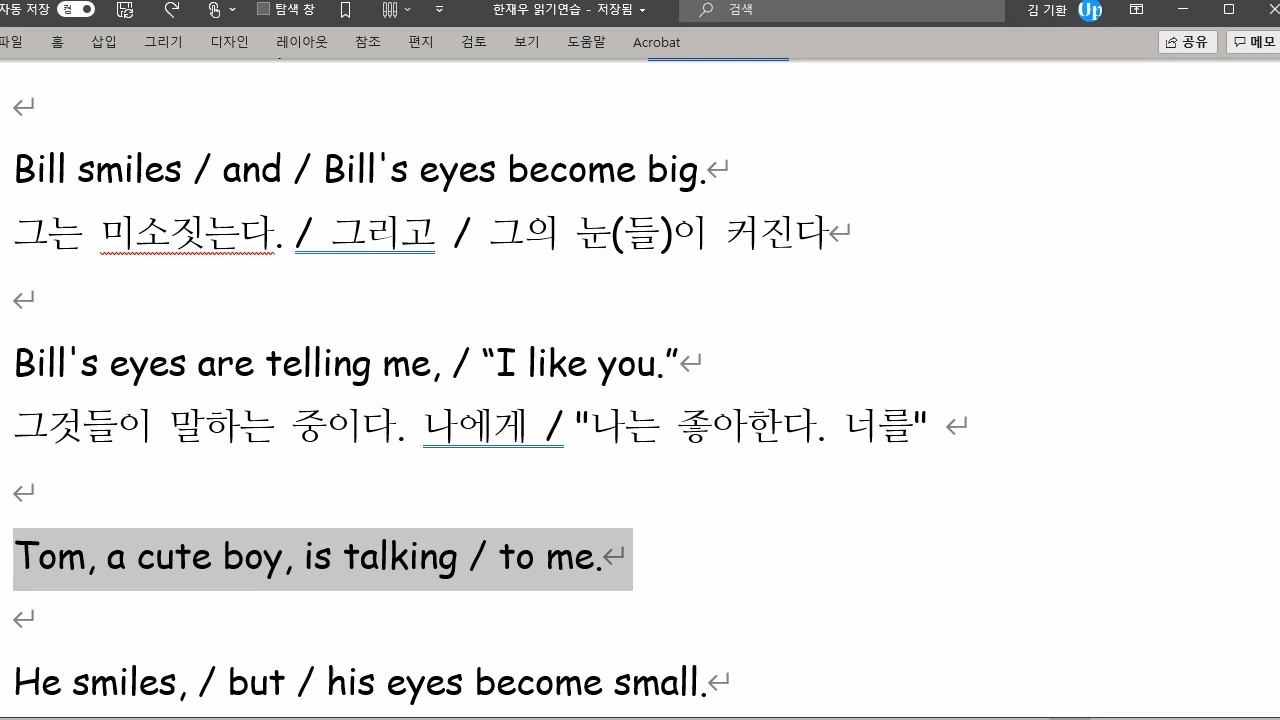 자동 저장 컴 탐색 창 한재우 읽기연습 - 저장됨 검색 김 기환 Up
파일 홈 삽입 그리기 디자인 레이아웃 참조 편지 검토 보기 도움말 Acrobat 공유 메모
Bill smiles / and / Bill's eyes become big.
그는 미소짓는다. / 그리고 / 그의 눈(들)이 커진다
Bill's eyes are telling me, / “I like you.”
그것들이 말하는 중이다. 나에게 / "나는 좋아한다. 너를"
Tom, a cute boy, is talking / to me.
He smiles, / but / his eyes become small.